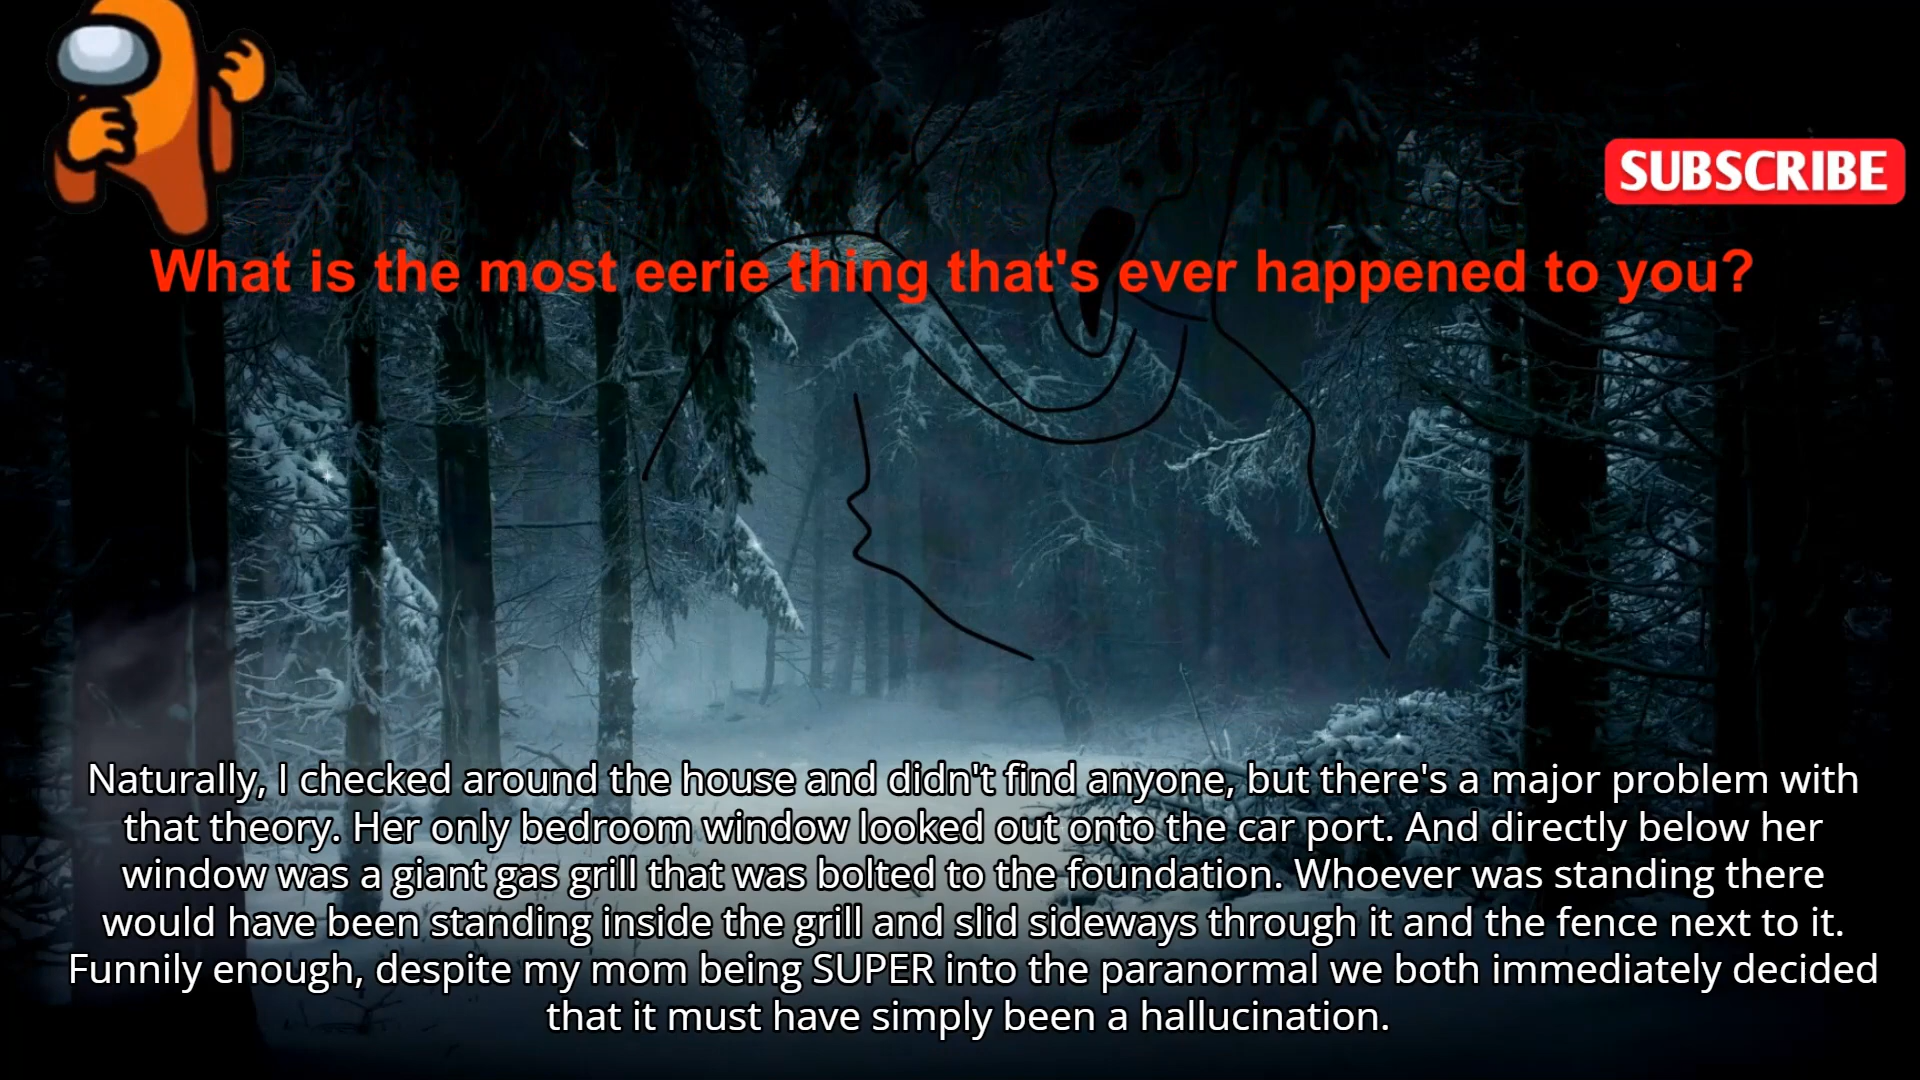 SUBSCRIBE
What is the most eerie thing that's ever happened to you?
Naturally, I checked around the house and didn't find anyone, but there's a major problem with
that theory. Her only bedroom window looked out onto the car port. And directly below her
window was a giant gas grill that was bolted to the foundation. Whoever was standing there
would have been standing inside the grill and slid sideways through it and the fence next to it.
Funnily enough, despite my mom being SUPER into the paranormal we both immediately decided
that it must have simply been a hallucination.